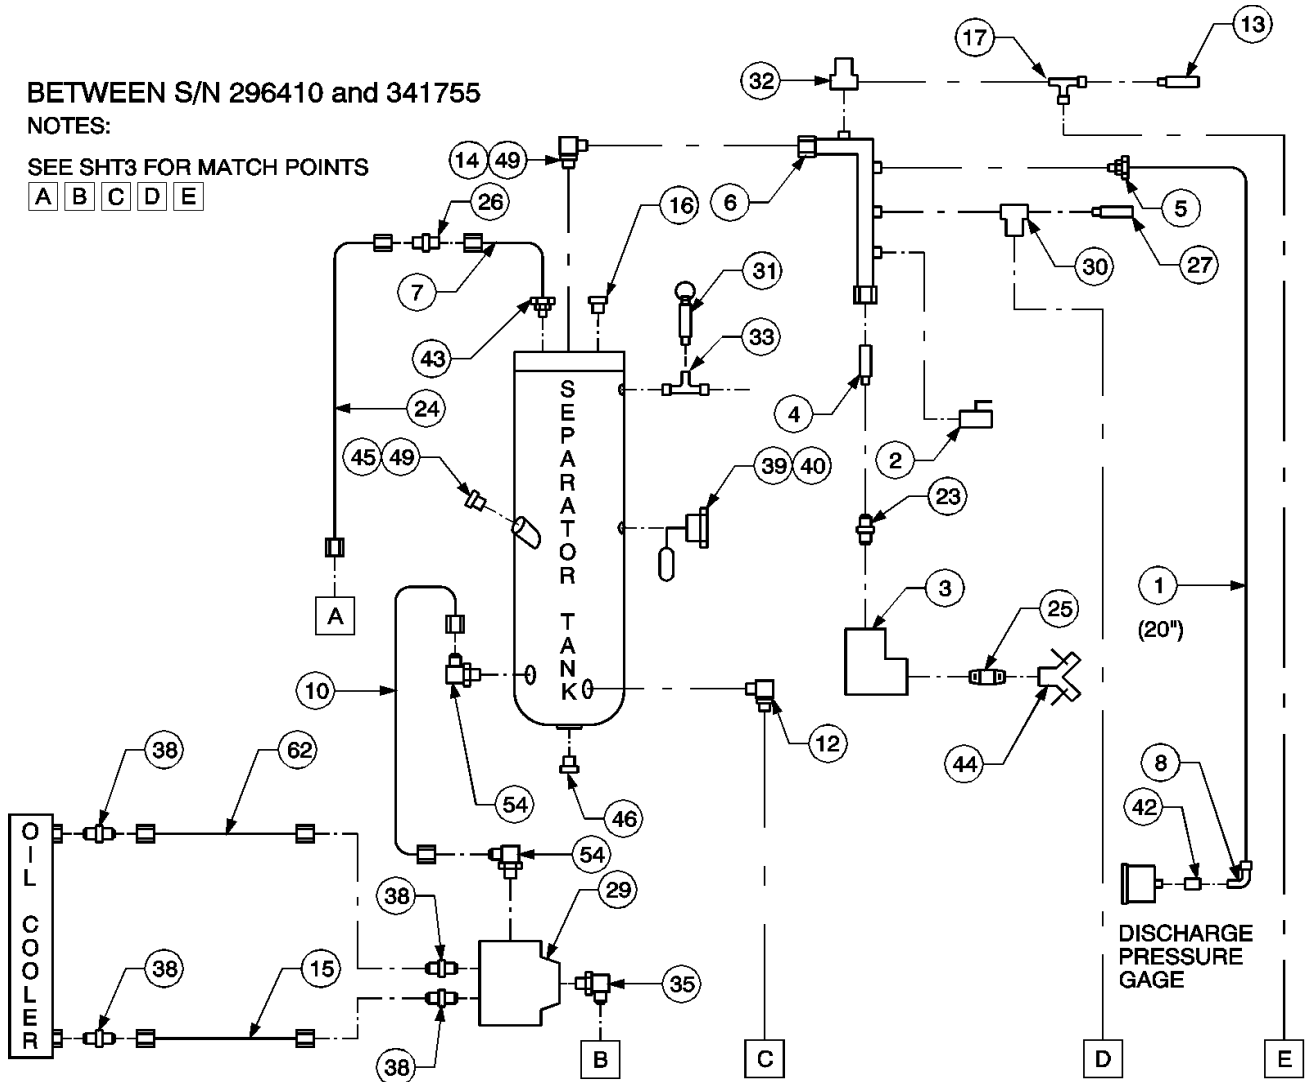 BETWEEN S/N 296410 and 341755
NOTES:
SEE SHT3 FOR MATCH POINTS
A B C D E
17
13
32
14 49
26
16
6
5
7
31
30
27
43
33
24
4
2
45 49
39 40
23
SEPARATOR TANK
A
3
25
1
(20")
10
12
44
8
62
38
54
46
42
OIL COOLER
54
29
38
DISCHARGE
PRESSURE
GAGE
38
15
35
38
B
C
D
E